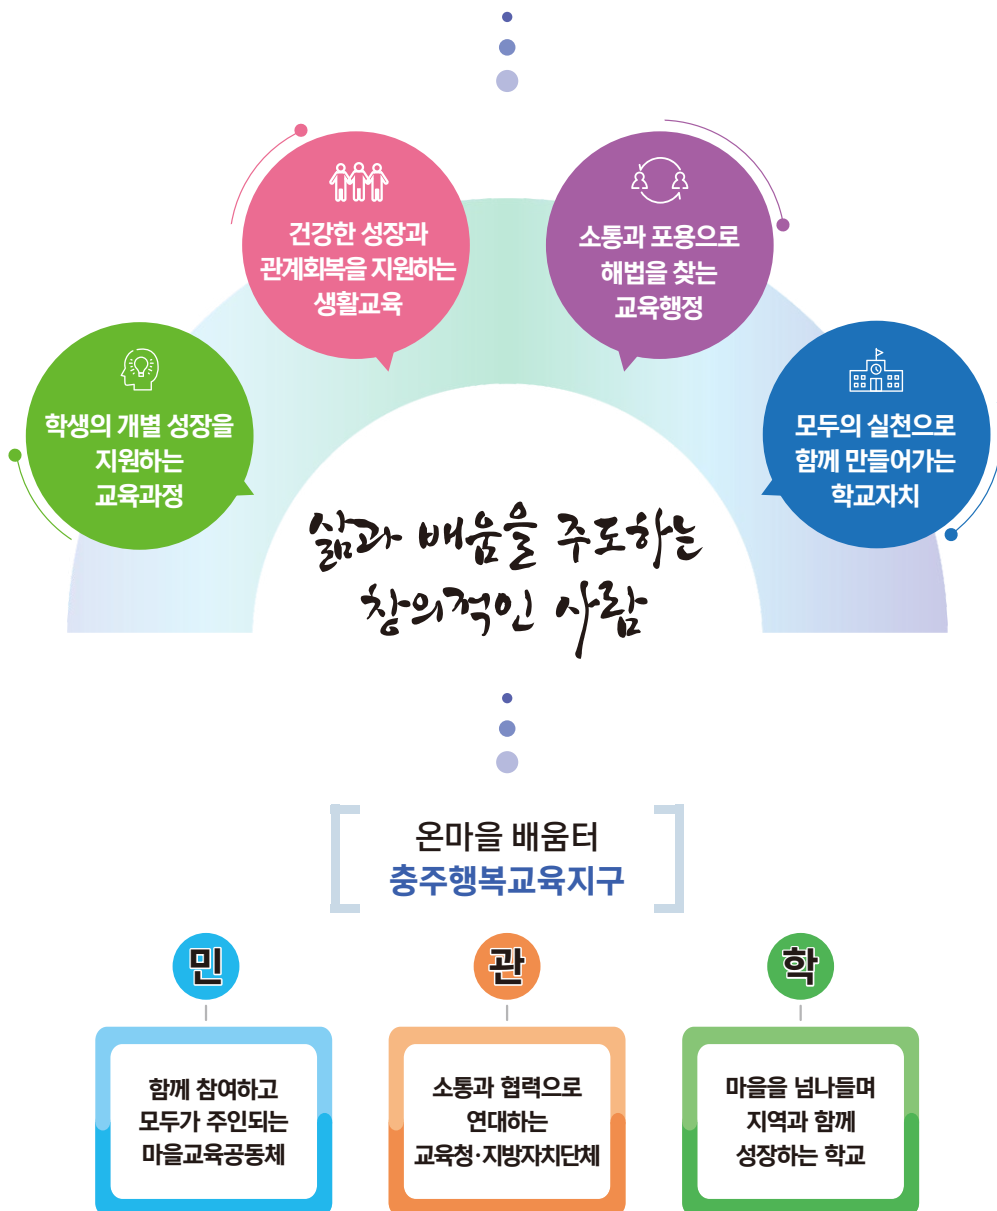 건강한 성장과
관계회복을 지원하는
생활교육
소통과 포용으로
해법을 찾는
교육행정
학생의 개별 성장을
지원하는
교육과정
모두의 실천으로
함께 만들어가는
학교자치
삶과 배움을 주도하는
창의적인 사람
온마을 배움터
충주행복교육지구
민
함께 참여하고
모두가 주인되는
마을교육공동체
관
소통과 협력으로
연대하는
교육청·지방자치단체
학
마을을 넘나들며
지역과 함께
성장하는 학교